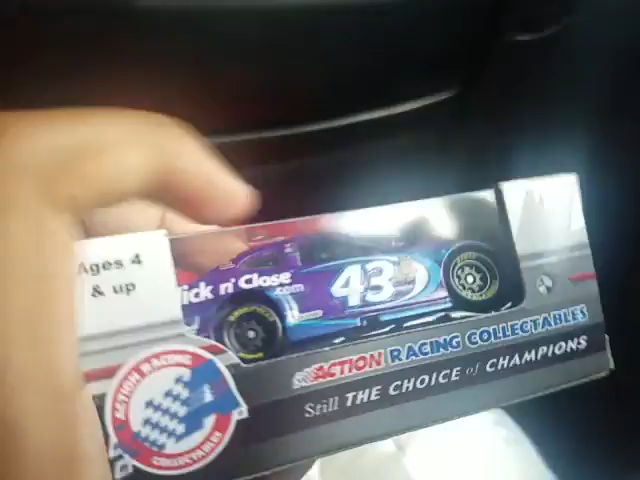 Ages 4
& up
ick n' Close
.com
43
ACTION RACING COLLECTABLES
Still THE CHOICE of CHAMPIONS
ACTION RACING
COLLECTABLES